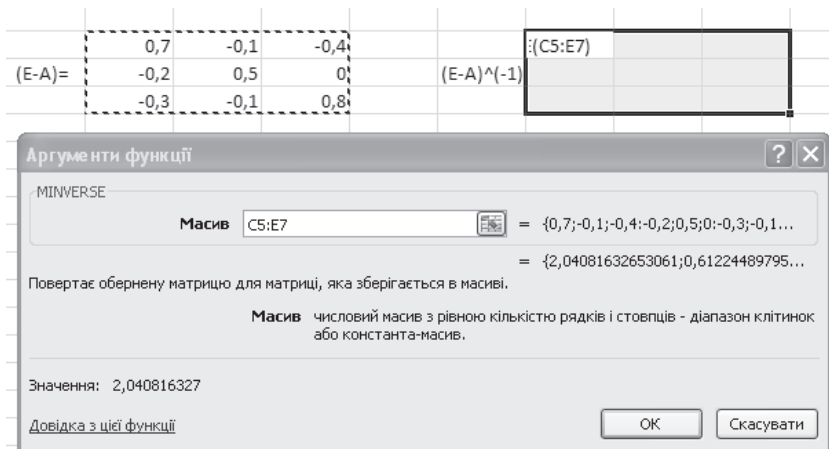 0,7 -0,1 -0,4 :(C5:E7)
(E-A)= -0,2 0,5 0 (E-A)^(-1)
-0,3 -0,1 0,8
Аргументи функції
MINVERSE
Масив C5:E7 = {0,7;-0,1;-0,4:-0,2;0,5;0:-0,3;-0,1...
= {2,04081632653061;0,61224489795...
Повертає обернену матрицю для матриці, яка зберігається в масиві.
Масив числовий масив з рівною кількістю рядків і стовпців - діапазон клітинок
або константа-масив.
Значення: 2,040816327
Довідка з цієї функції ОК Скасувати